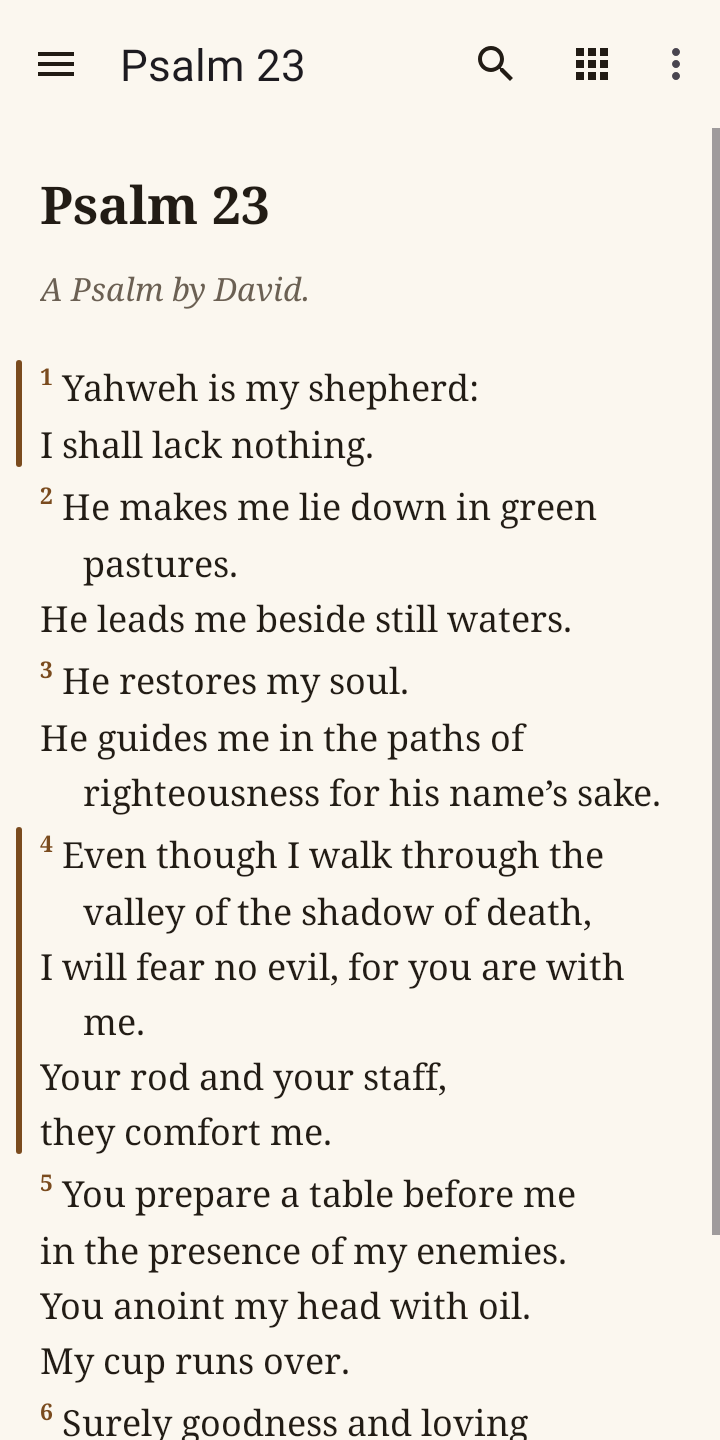 Psalm 23
Psalm 23
A Psalm by David.
1 Yahweh is my shepherd:
I shall lack nothing.
2 He makes me lie down in green
pastures.
He leads me beside still waters.
3 He restores my soul.
He guides me in the paths of
righteousness for his name’s sake.
4 Even though I walk through the
valley of the shadow of death,
I will fear no evil, for you are with
me.
Your rod and your staff,
they comfort me.
5 You prepare a table before me
in the presence of my enemies.
You anoint my head with oil.
My cup runs over.
6 Surely goodness and loving